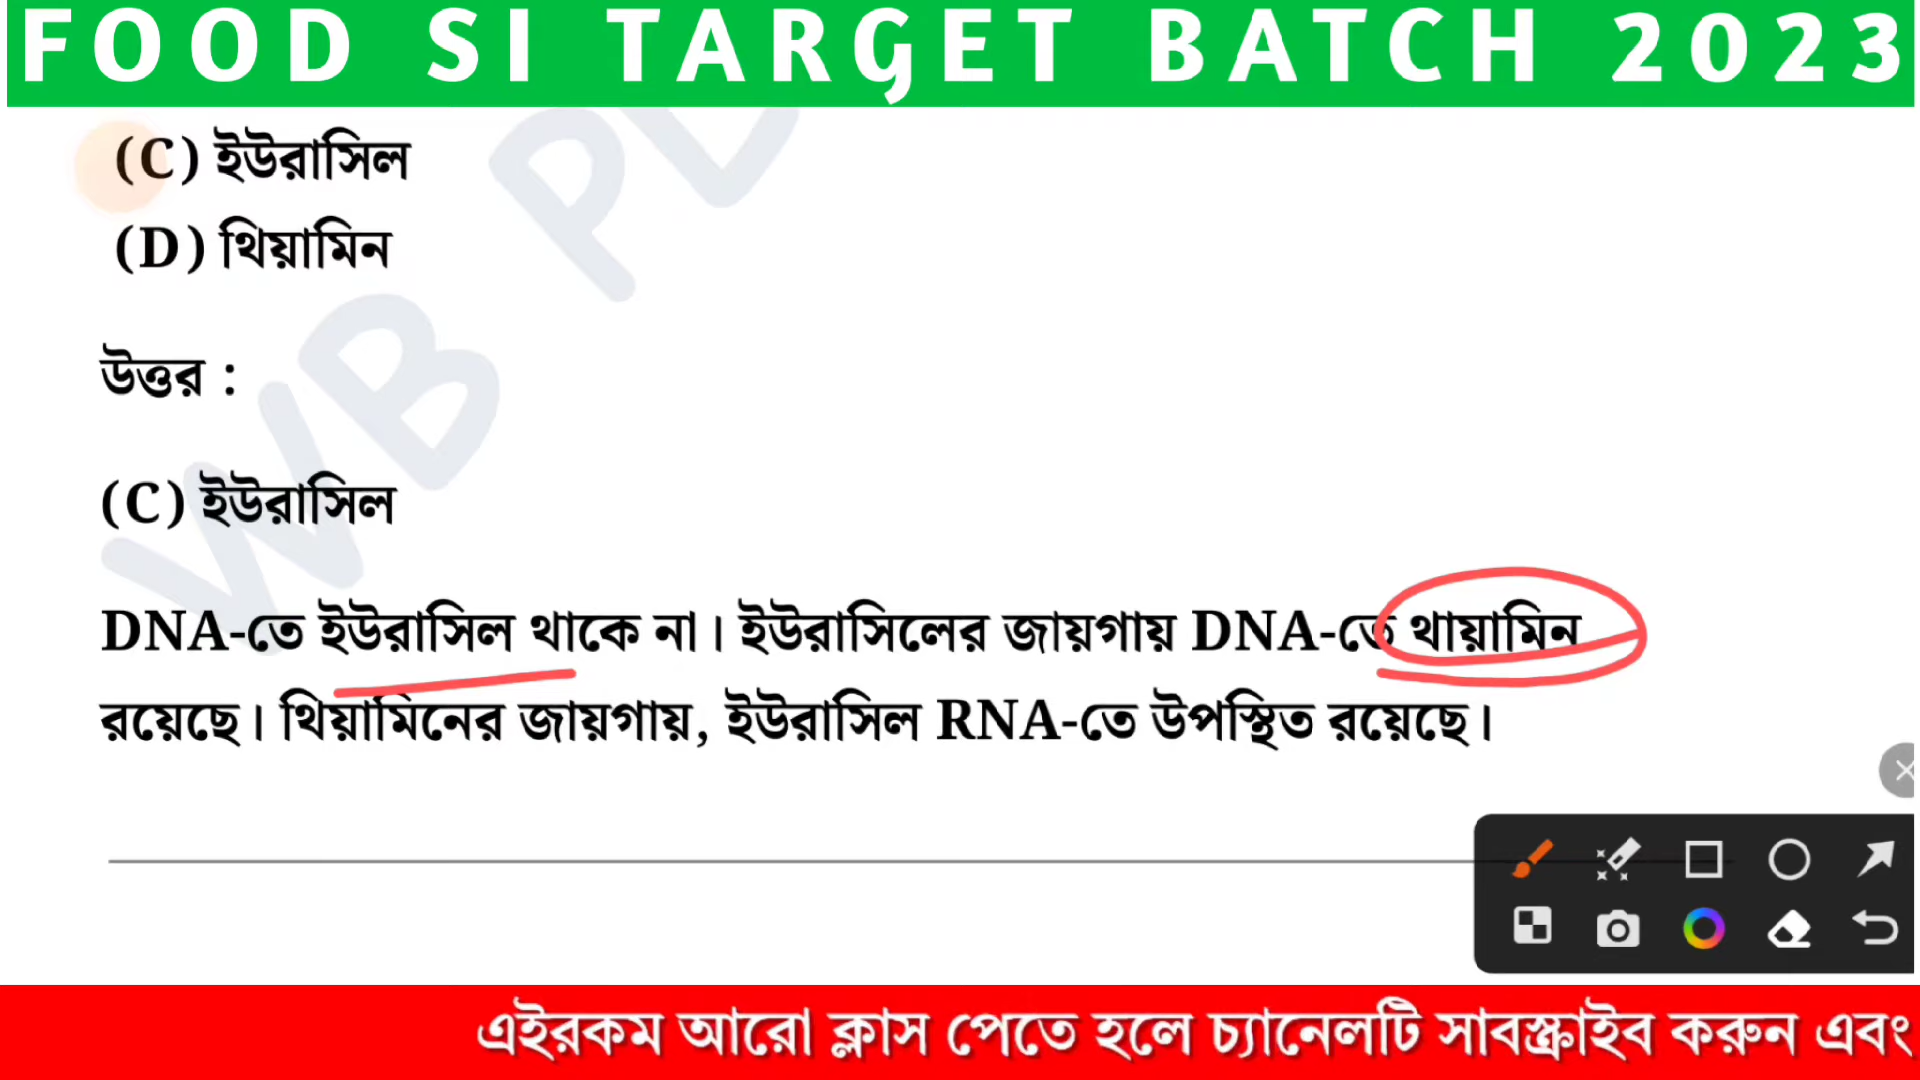 FOOD SI TARGET BATCH 2023
(C) ইউরাসিল
(D) থিয়ামিন
উত্তর :
(C) ইউরাসিল
DNA-তে ইউরাসিল থাকে না। ইউরাসিলের জায়গায় DNA-তে থায়ামিন
রয়েছে। থিয়ামিনের জায়গায়, ইউরাসিল RNA-তে উপস্থিত রয়েছে।
এইরকম আরো ক্লাস পেতে হলে চ্যানেলটি সাবস্ক্রাইব করুন এবং